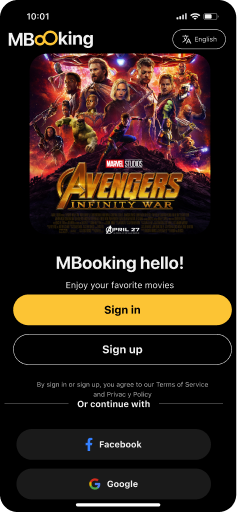 10:01
MBooking
English
MARVEL STUDIOS
AVENGERS
INFINITY WAR
APRIL 27
MBooking hello!
Enjoy your favorite movies
Sign in
Sign up
By sign in or sign up, you agree to our Terms of Service
and Privac y Policy
Or continue with
Facebook
Google